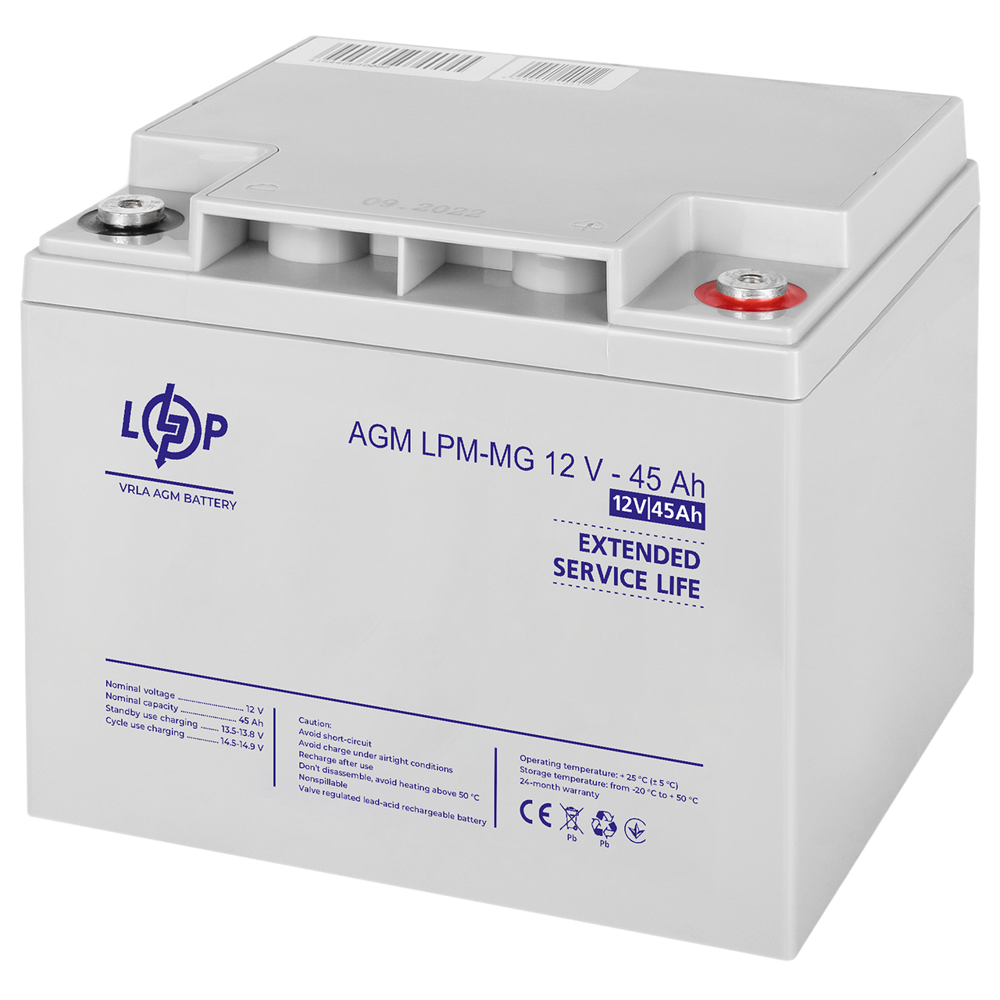 09.2022
L P
VRLA AGM BATTERY
AGM LPM-MG 12 V - 45 Ah
12V|45Ah
EXTENDED
SERVICE LIFE
Nominal voltage ........................... 12 V
Nominal capacity ....................... 45 Ah
Standby use charging ....... 13.5-13.8 V
Cycle use charging ............. 14.5-14.9 V
Caution:
Avoid short-circuit
Avoid charge under airtight conditions
Recharge after use
Don't disassemble, avoid heating above 50 °C
Nonspillable
Valve regulated lead-acid rechargeable battery
Operating temperature: + 25 °C (± 5 °C)
Storage temperature: from -20 °C to + 50 °C
24-month warranty
CE
Pb
Pb